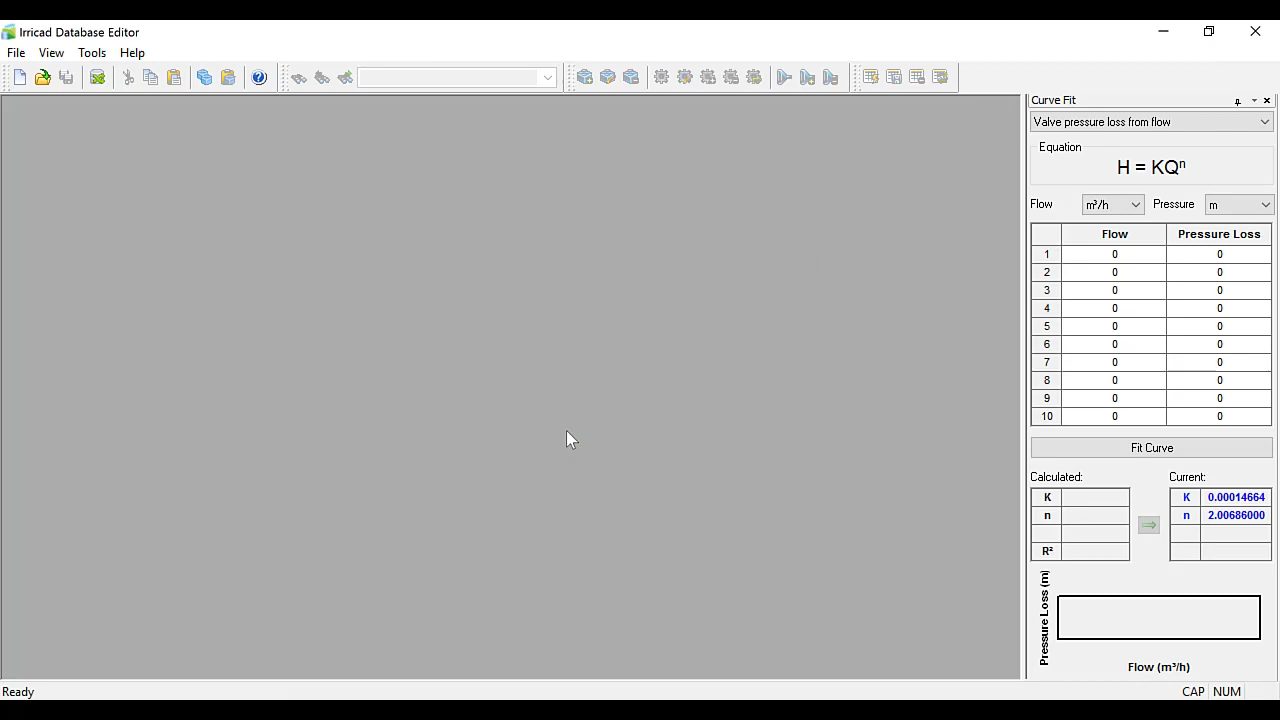 Irricad Database Editor
File View Tools Help
Curve Fit
Valve pressure loss from flow
Equation
H = KQⁿ
Flow m³/h Pressure m
Flow Pressure Loss
1 0 0
2 0 0
3 0 0
4 0 0
5 0 0
6 0 0
7 0 0
8 0 0
9 0 0
10 0 0
Fit Curve
Calculated: Current:
K K 0.00014664
n n 2.00686000
R²
Pressure Loss (m)
Flow (m³/h)
Ready CAP NUM